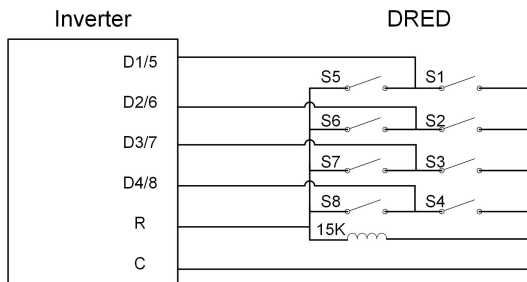 Inverter DRED
D1/5
S5 S1
D2/6
S6 S2
D3/7
S7 S3
D4/8
S8 S4
R
15K
C